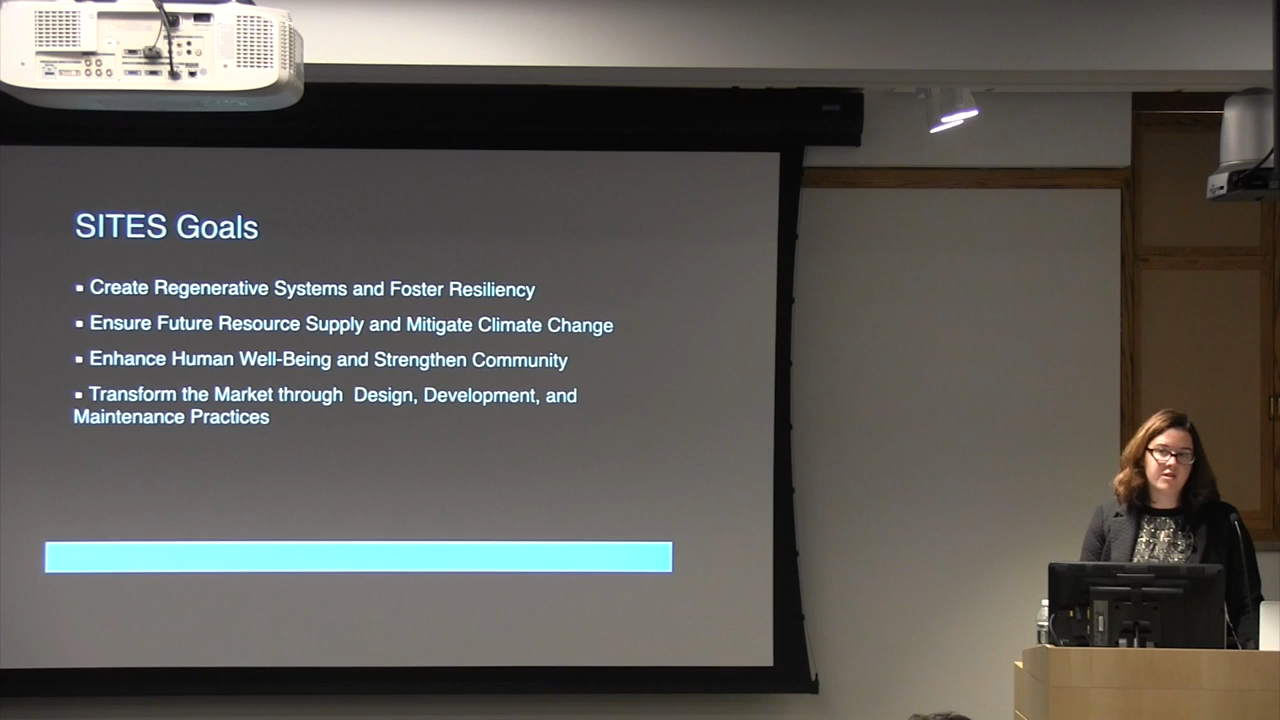 SITES Goals
▪ Create Regenerative Systems and Foster Resiliency
▪ Ensure Future Resource Supply and Mitigate Climate Change
▪ Enhance Human Well-Being and Strengthen Community
▪ Transform the Market through  Design, Development, and
Maintenance Practices